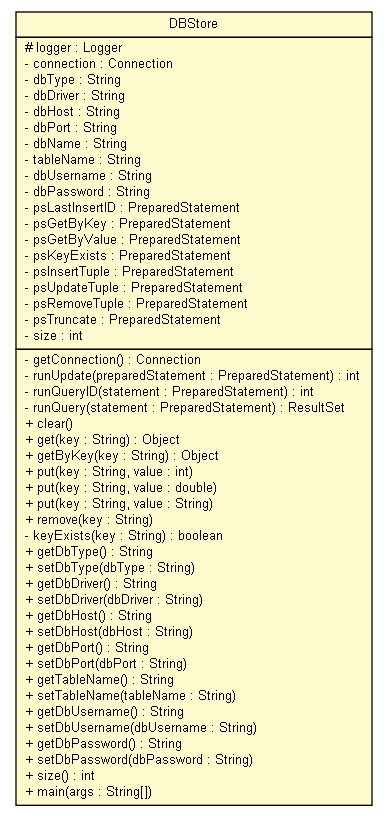 DBStore
# logger : Logger
- connection : Connection
- dbType : String
- dbDriver : String
- dbHost : String
- dbPort : String
- dbName : String
- tableName : String
- dbUsername : String
- dbPassword : String
- psLastInsertID : PreparedStatement
- psGetByKey : PreparedStatement
- psGetByValue : PreparedStatement
- psKeyExists : PreparedStatement
- psInsertTuple : PreparedStatement
- psUpdateTuple : PreparedStatement
- psRemoveTuple : PreparedStatement
- psTruncate : PreparedStatement
- size : int
- getConnection() : Connection
- runUpdate(preparedStatement : PreparedStatement) : int
- runQueryID(statement : PreparedStatement) : int
- runQuery(statement : PreparedStatement) : ResultSet
+ clear()
+ get(key : String) : Object
+ getByKey(key : String) : Object
+ put(key : String, value : int)
+ put(key : String, value : double)
+ put(key : String, value : String)
+ remove(key : String)
- keyExists(key : String) : boolean
+ getDbType() : String
+ setDbType(dbType : String)
+ getDbDriver() : String
+ setDbDriver(dbDriver : String)
+ getDbHost() : String
+ setDbHost(dbHost : String)
+ getDbPort() : String
+ setDbPort(dbPort : String)
+ getTableName() : String
+ setTableName(tableName : String)
+ getDbUsername() : String
+ setDbUsername(dbUsername : String)
+ getDbPassword() : String
+ setDbPassword(dbPassword : String)
+ size() : int
+ main(args : String[])